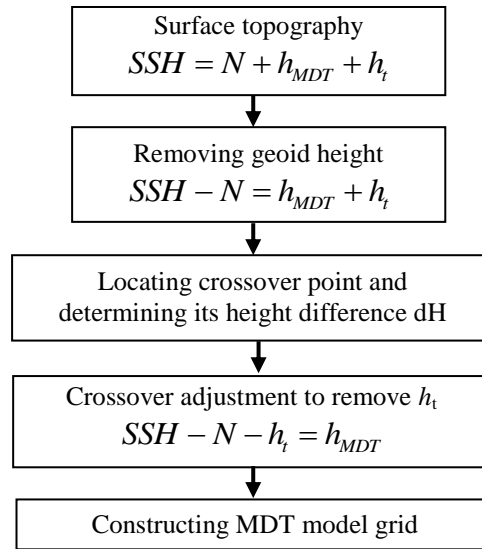 Surface topography
SSH = N + h_MDT + h_t
Removing geoid height
SSH − N = h_MDT + h_t
Locating crossover point and
determining its height difference dH
Crossover adjustment to remove h_t
SSH − N − h_t = h_MDT
Constructing MDT model grid